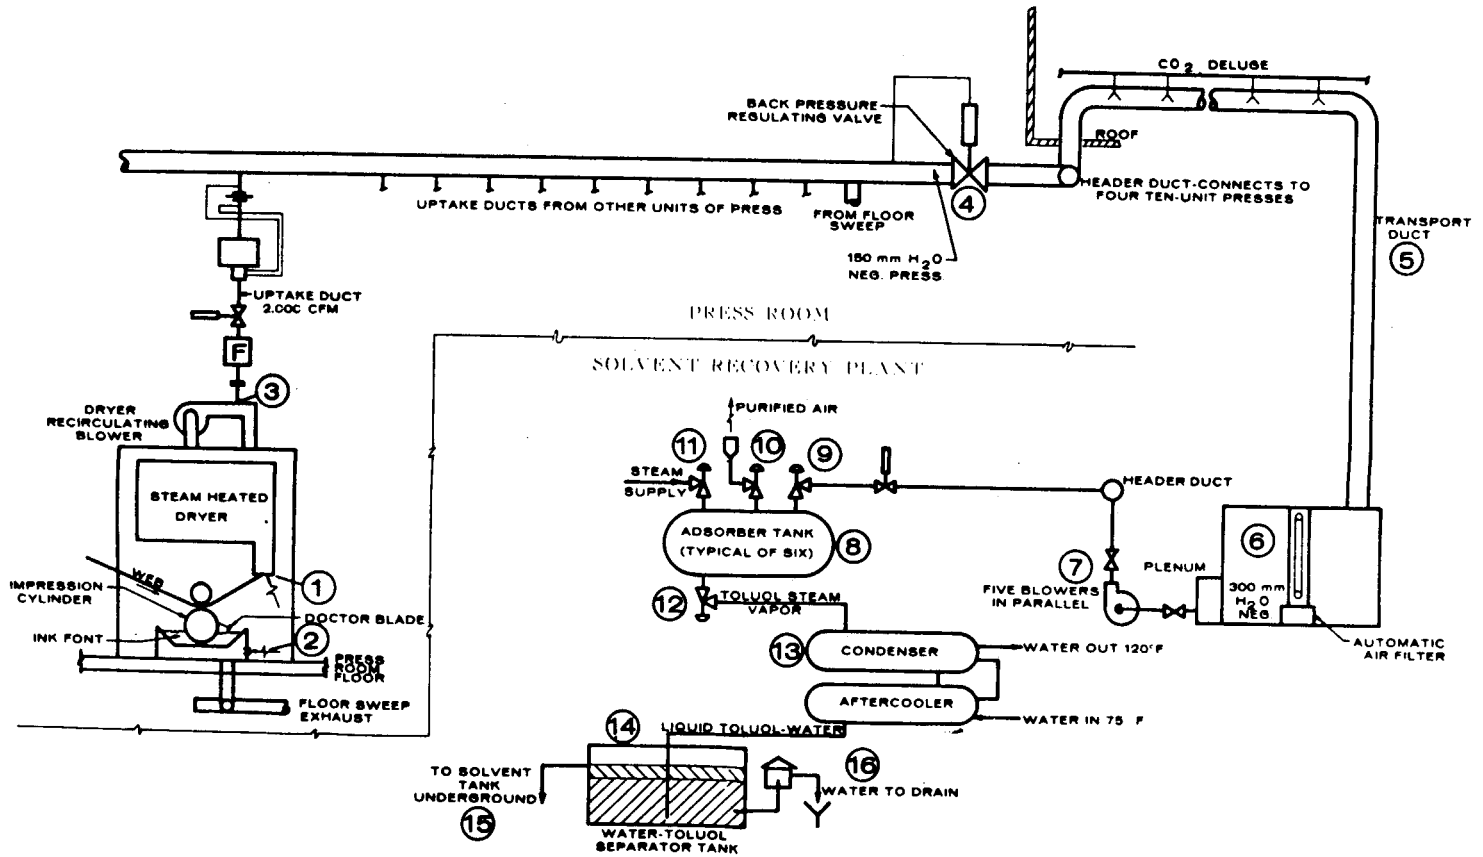 CO2 DELUGE
BACK PRESSURE
REGULATING VALVE
ROOF
HEADER DUCT-CONNECTS TO
FOUR TEN-UNIT PRESSES
4
UPTAKE DUCTS FROM OTHER UNITS OF PRESS
FROM FLOOR
SWEEP
150 mm H2O
NEG. PRESS.
TRANSPORT
DUCT
5
UPTAKE DUCT
2.000 CFM
F
3
PRESS ROOM
SOLVENT RECOVERY PLANT
DRYER
RECIRCULATING
BLOWER
STEAM HEATED
DRYER
WEB
1
IMPRESSION
CYLINDER
DOCTOR BLADE
INK FONT
2
PRESS
ROOM
FLOOR
FLOOR SWEEP
EXHAUST
PURIFIED AIR
11
10
9
STEAM
SUPPLY
HEADER DUCT
ADSORBER TANK
(TYPICAL OF SIX)
8
6
7
PLENUM
FIVE BLOWERS
IN PARALLEL
300 mm
H2O
NEG.
AUTOMATIC
AIR FILTER
12
TOLUOL STEAM
VAPOR
13
CONDENSER
WATER OUT 120°F
AFTERCOOLER
WATER IN 75 F
14
LIQUID TOLUOL-WATER
16
TO SOLVENT
TANK
UNDERGROUND
15
WATER TO DRAIN
WATER-TOLUOL
SEPARATOR TANK